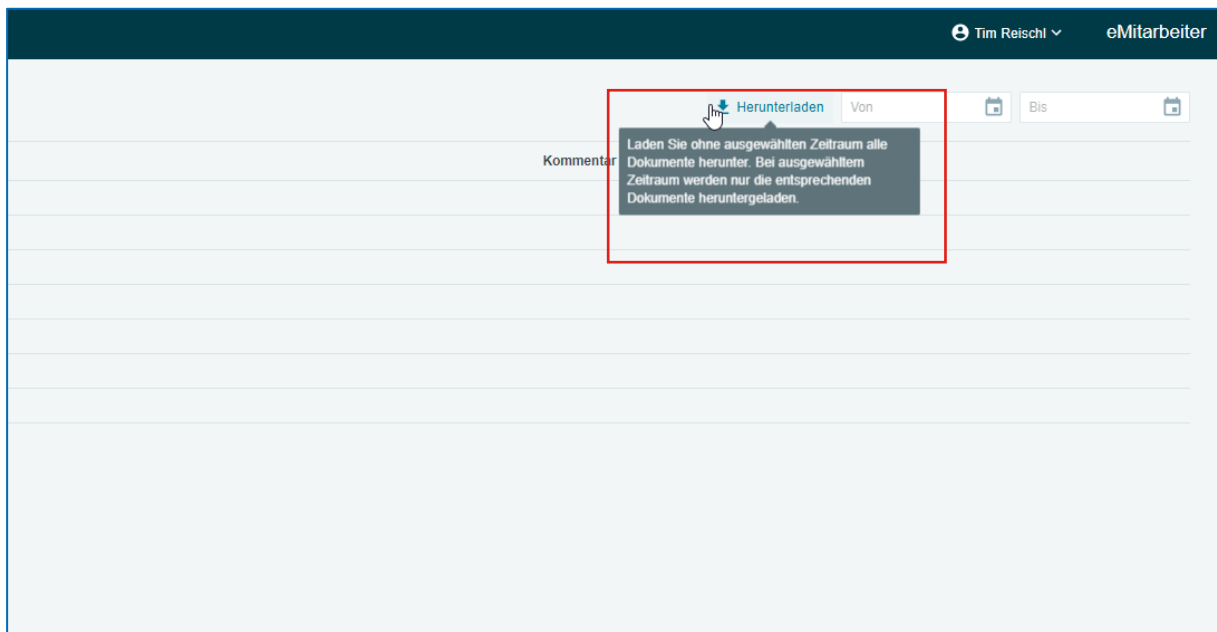 Tim Reischl
eMitarbeiter
Herunterladen
Von
Bis
Kommentar
Laden Sie ohne ausgewählten Zeitraum alle
Dokumente herunter. Bei ausgewähltem
Zeitraum werden nur die entsprechenden
Dokumente heruntergeladen.